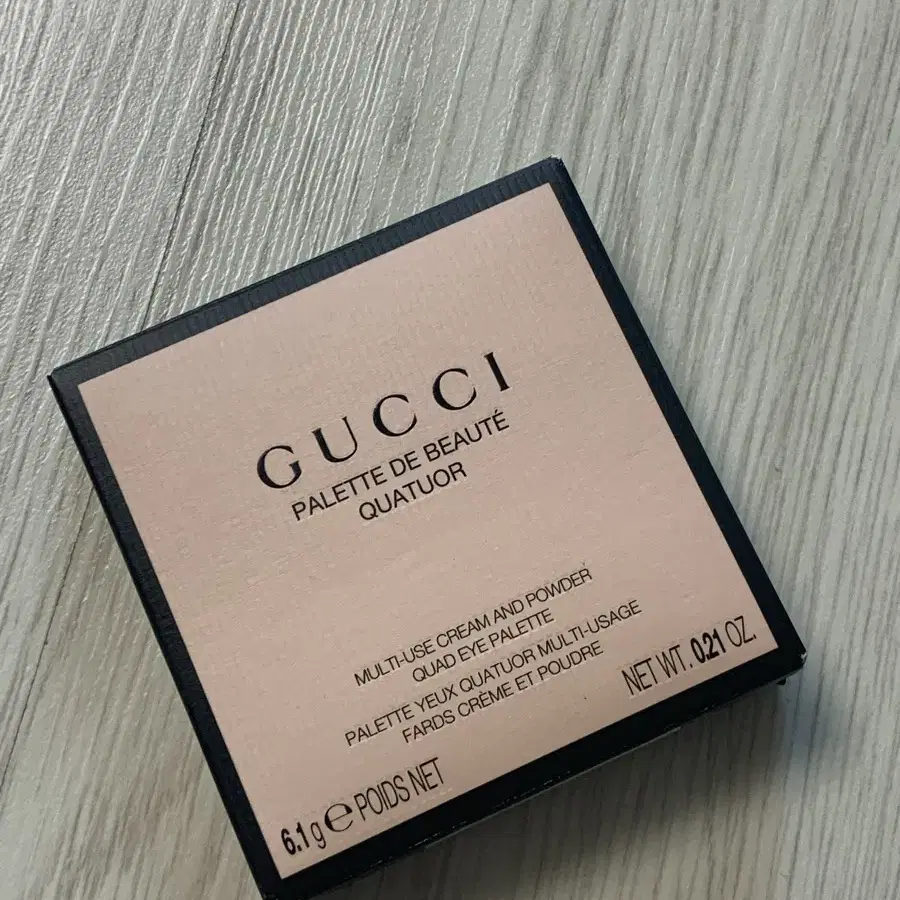 GUCCI
PALETTE DE BEAUTÉ
QUATUOR
MULTI-USE CREAM AND POWDER
QUAD EYE PALETTE
PALETTE YEUX QUATUOR MULTI-USAGE
FARDS CRÈME ET POUDRE
6.1 g ℮ POIDS NET
NET WT. 0.21 OZ.